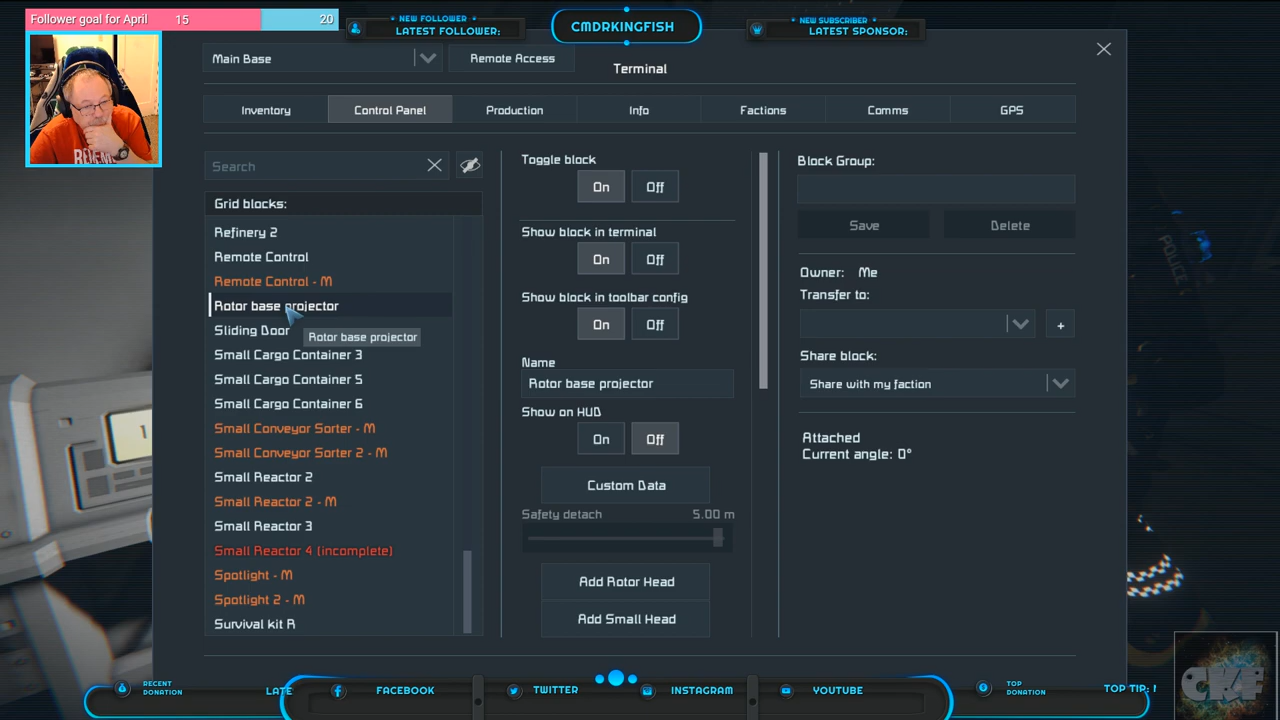 Follower goal for April 15 20
NEW FOLLOWER
LATEST FOLLOWER:
CMDRKINGFISH
NEW SUBSCRIBER
LATEST SPONSOR:
Main Base
Remote Access
Terminal
Inventory
Control Panel
Production
Info
Factions
Comms
GPS
Search
Grid blocks:
Refinery 2
Remote Control
Remote Control - M
Rotor base projector
Sliding Door
Rotor base projector
Small Cargo Container 3
Small Cargo Container 5
Small Cargo Container 6
Small Conveyor Sorter - M
Small Conveyor Sorter 2 - M
Small Reactor 2
Small Reactor 2 - M
Small Reactor 3
Small Reactor 4 (incomplete)
Spotlight - M
Spotlight 2 - M
Survival kit R
Toggle block
On Off
Show block in terminal
On Off
Show block in toolbar config
On Off
Name
Rotor base projector
Show on HUD
On Off
Custom Data
Safety detach 5.00 m
Add Rotor Head
Add Small Head
Block Group:
Save Delete
Owner: Me
Transfer to:
+
Share block:
Share with my faction
Attached
Current angle: 0°
POLICE
1
RECENT
DONATION
LATE
FACEBOOK
TWITTER
INSTAGRAM
YOUTUBE
TOP
DONATION
TOP TIP:
CKF